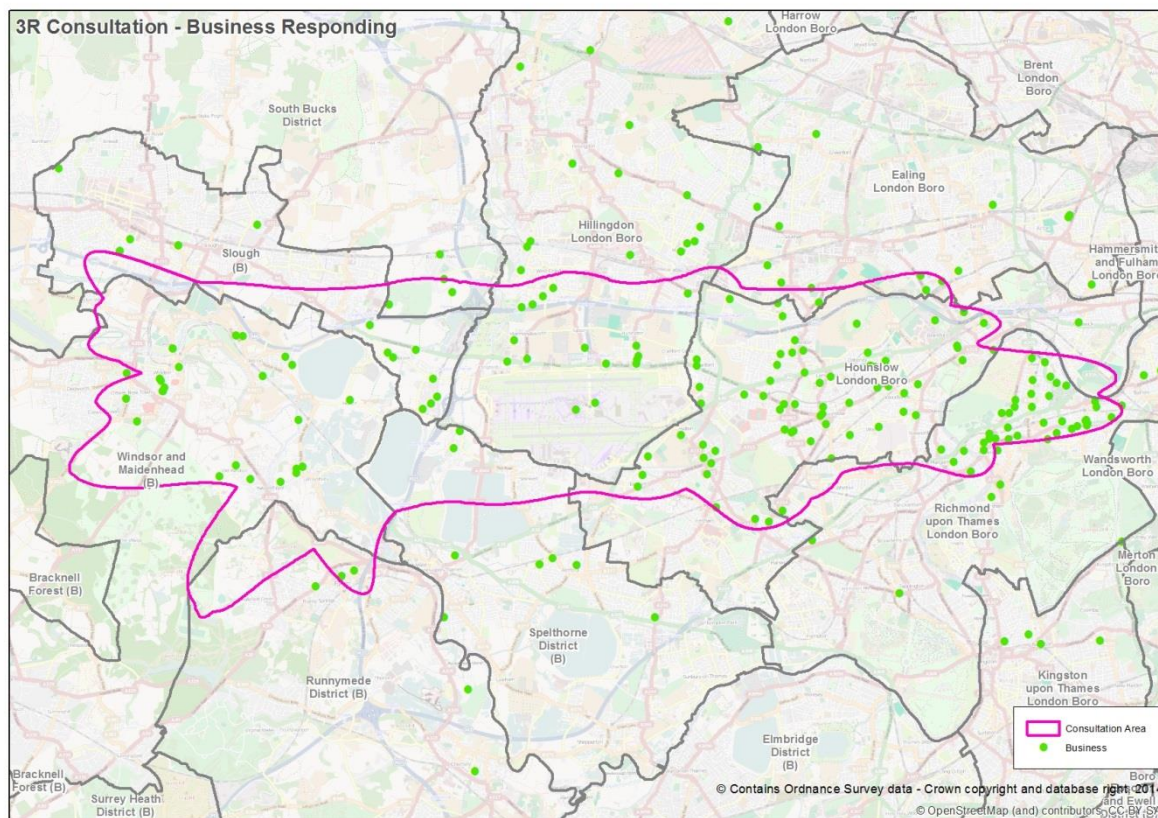 3R Consultation - Business Responding
Harrow
London Boro
Brent
London
Boro
South Bucks
District
Ealing
London Boro
Hillingdon
London Boro
Hammersmith
and Fulham
London Boro
Slough
(B)
Hounslow
London Boro
Windsor and
Maidenhead
(B)
Wandsworth
London Boro
Richmond
upon Thames
London Boro
Merton
London
Boro
Bracknell
Forest (B)
Spelthorne
District
(B)
Runnymede
District (B)
Kingston
upon Thames
London Boro
Elmbridge
District
(B)
Consultation Area
Business
Bracknell
Forest (B)
Surrey Heath
District (B)
Boro
and Ewell
District (B)
© Contains Ordnance Survey data - Crown copyright and database right, 2014
© OpenStreetMap (and) contributors, CC-BY-SA